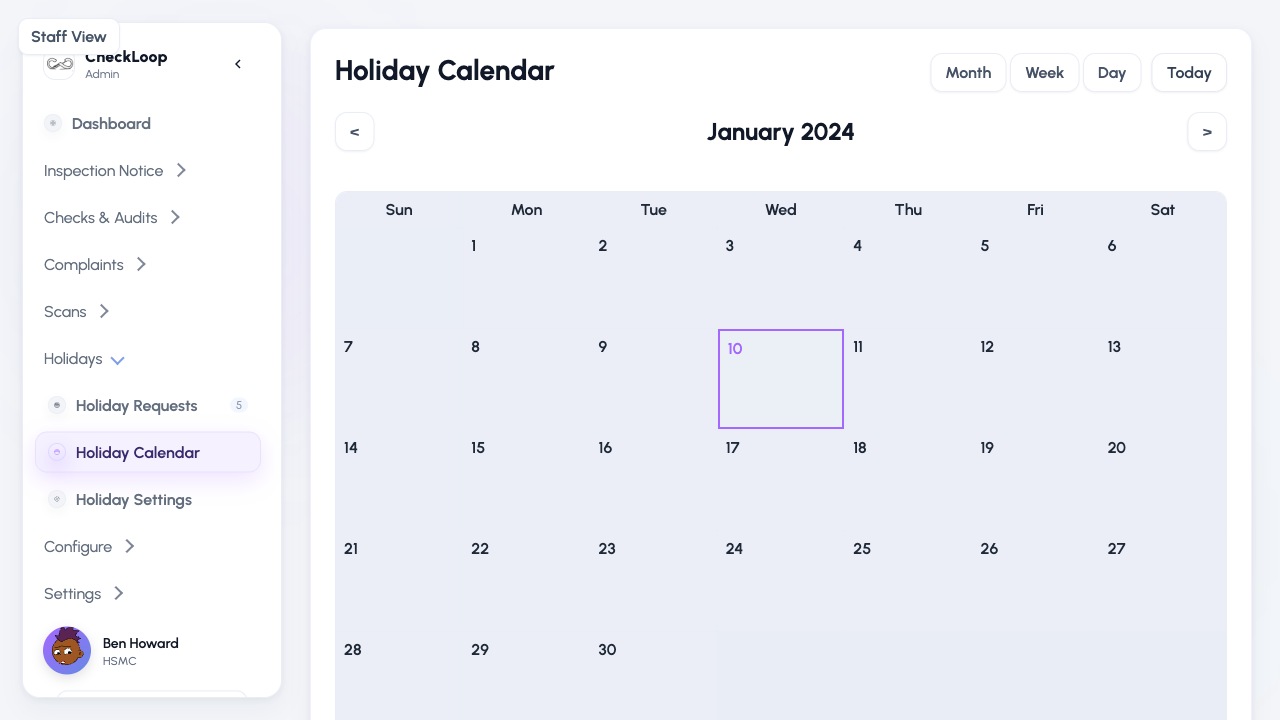 Staff View
CheckLoop
Admin
Dashboard
Inspection Notice
Checks & Audits
Complaints
Scans
Holidays
Holiday Requests 5
Holiday Calendar
Holiday Settings
Configure
Settings
Ben Howard
HSMC
Holiday Calendar
Month Week Day Today
< January 2024 >
Sun Mon Tue Wed Thu Fri Sat
1 2 3 4 5 6
7 8 9 10 11 12 13
14 15 16 17 18 19 20
21 22 23 24 25 26 27
28 29 30